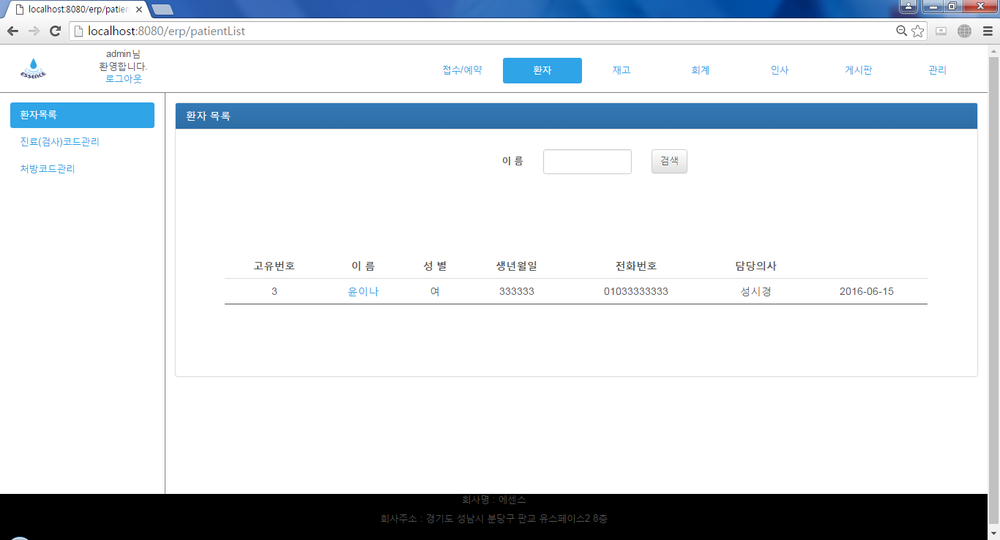 localhost:8080/erp/patien
localhost:8080/erp/patientList
essence
admin님
환영합니다.
로그아웃
접수/예약 환자 재고 회계 인사 게시판 관리
환자목록
진료(검사)코드관리
처방코드관리
환자 목록
이 름
검색
고유번호 이 름 성 별 생년월일 전화번호 담당의사
3 윤이나 여 333333 01033333333 성시경 2016-06-15
회사명 : 에센스
회사주소 : 경기도 성남시 분당구 판교 유스페이스2 8층